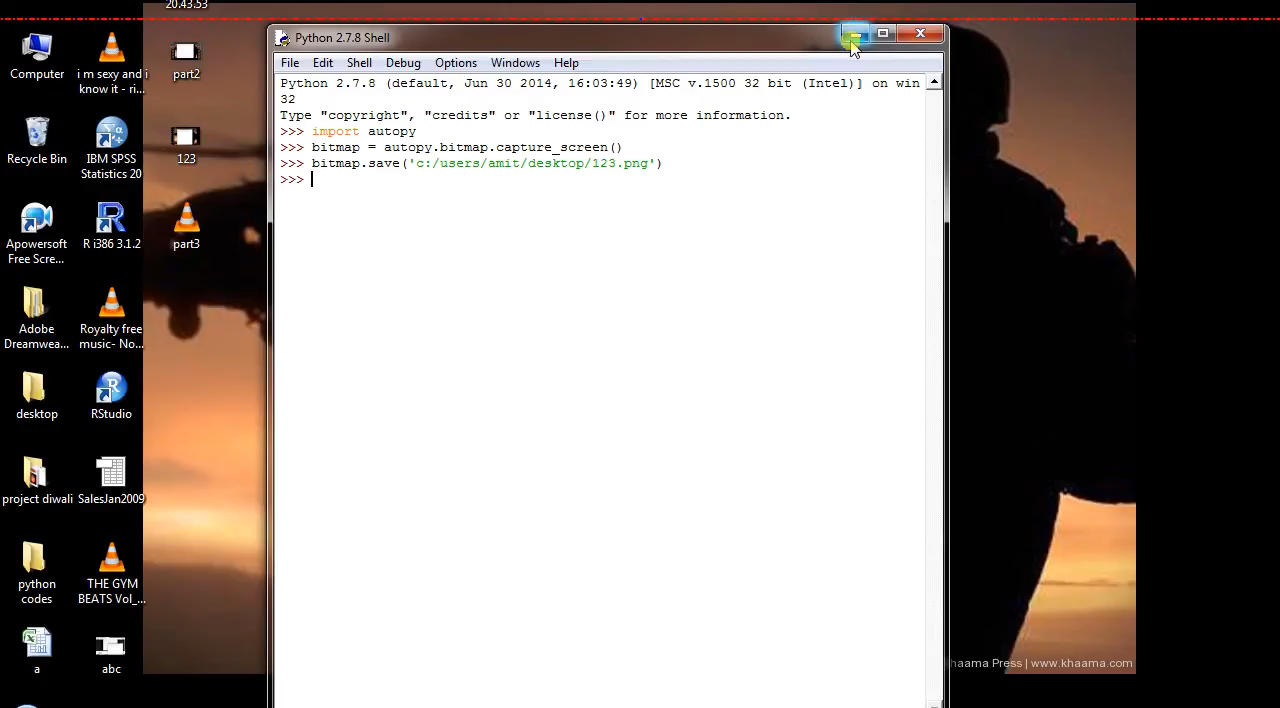 20.43.53
Computer
i m sexy and i
know it - ri...
part2
Recycle Bin
IBM SPSS
Statistics 20
123
Apowersoft
Free Scre...
R i386 3.1.2
part3
Adobe
Dreamwea...
Royalty free
music- No...
desktop
RStudio
project diwali
SalesJan2009
python
codes
THE GYM
BEATS Vol_...
a
abc
Python 2.7.8 Shell
File Edit Shell Debug Options Windows Help
Python 2.7.8 (default, Jun 30 2014, 16:03:49) [MSC v.1500 32 bit (Intel)] on win
32
Type "copyright", "credits" or "license()" for more information.
>>> import autopy
>>> bitmap = autopy.bitmap.capture_screen()
>>> bitmap.save('c:/users/amit/desktop/123.png')
>>>
haama Press | www.khaama.com